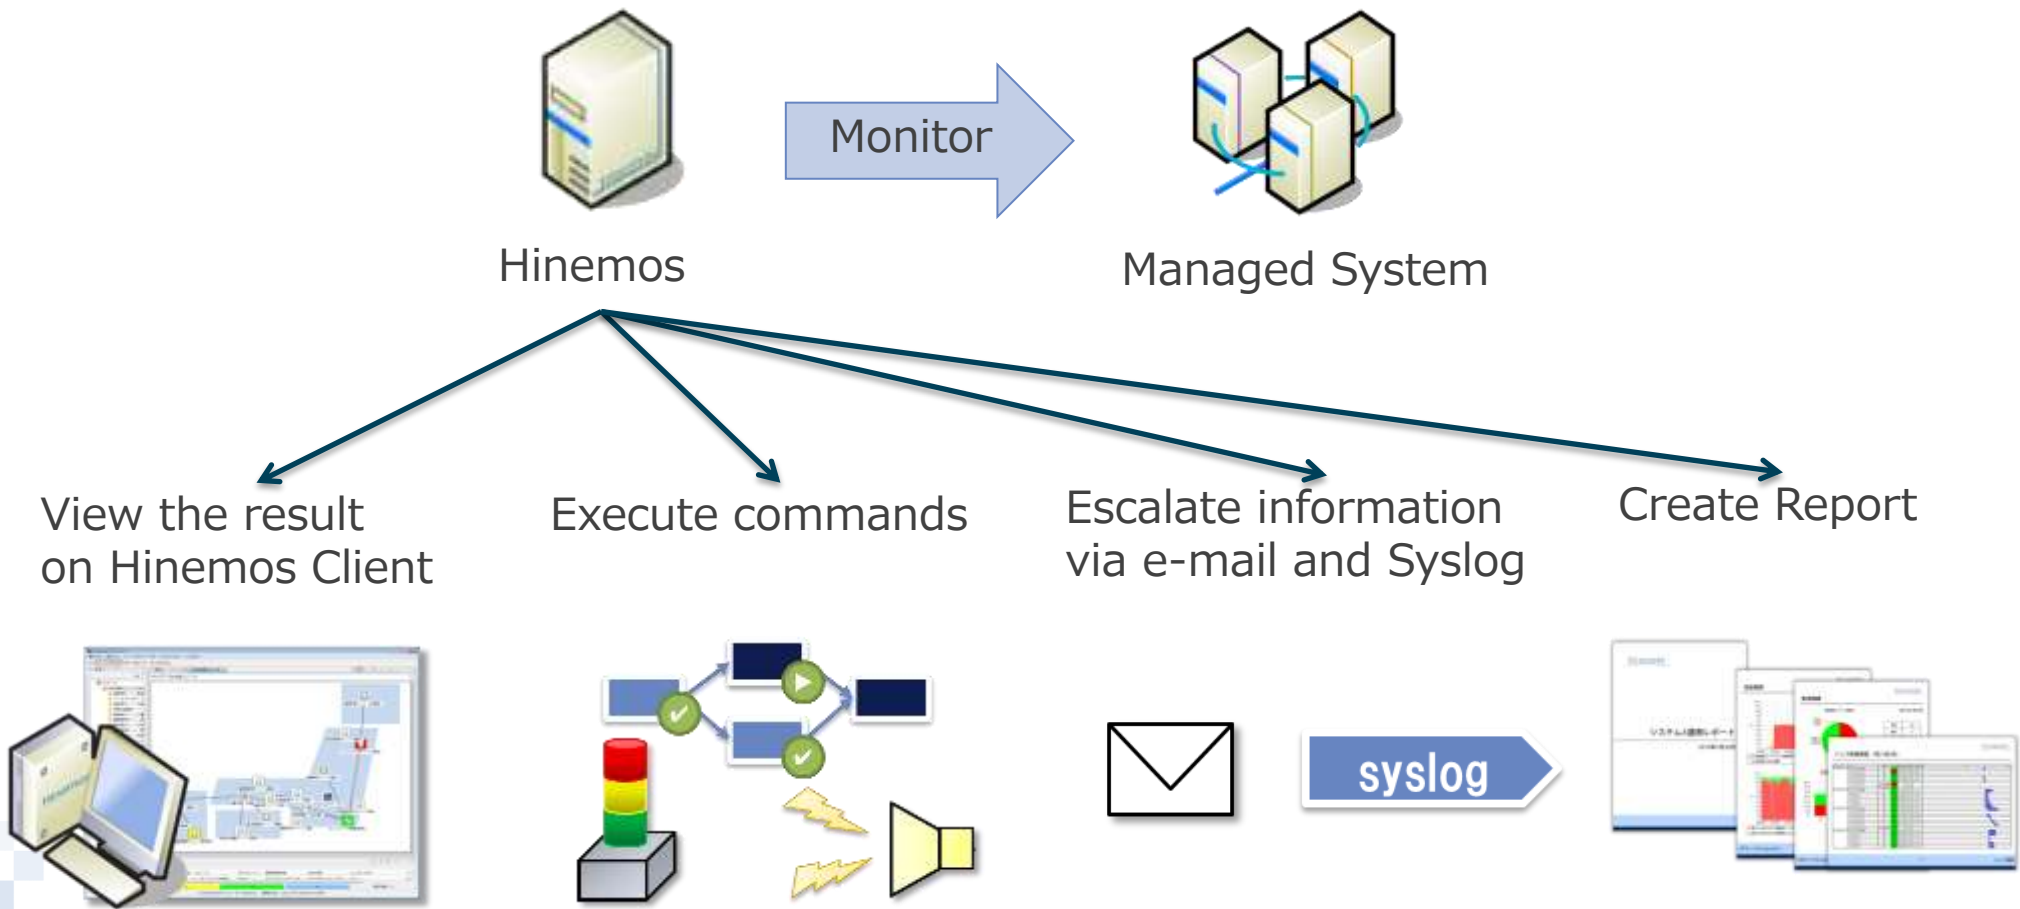 Monitor
Hinemos
Managed System
View the result
on Hinemos Client
Execute commands
Escalate information
via e-mail and Syslog
Create Report
syslog